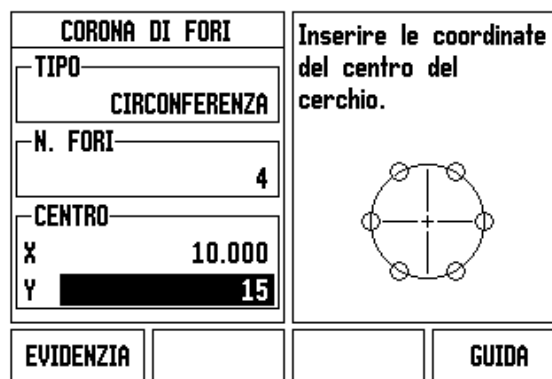 CORONA DI FORI
TIPO
CIRCONFERENZA
N. FORI
4
CENTRO
X 10.000
Y 15
Inserire le coordinate
del centro del
cerchio.
EVIDENZIA
GUIDA